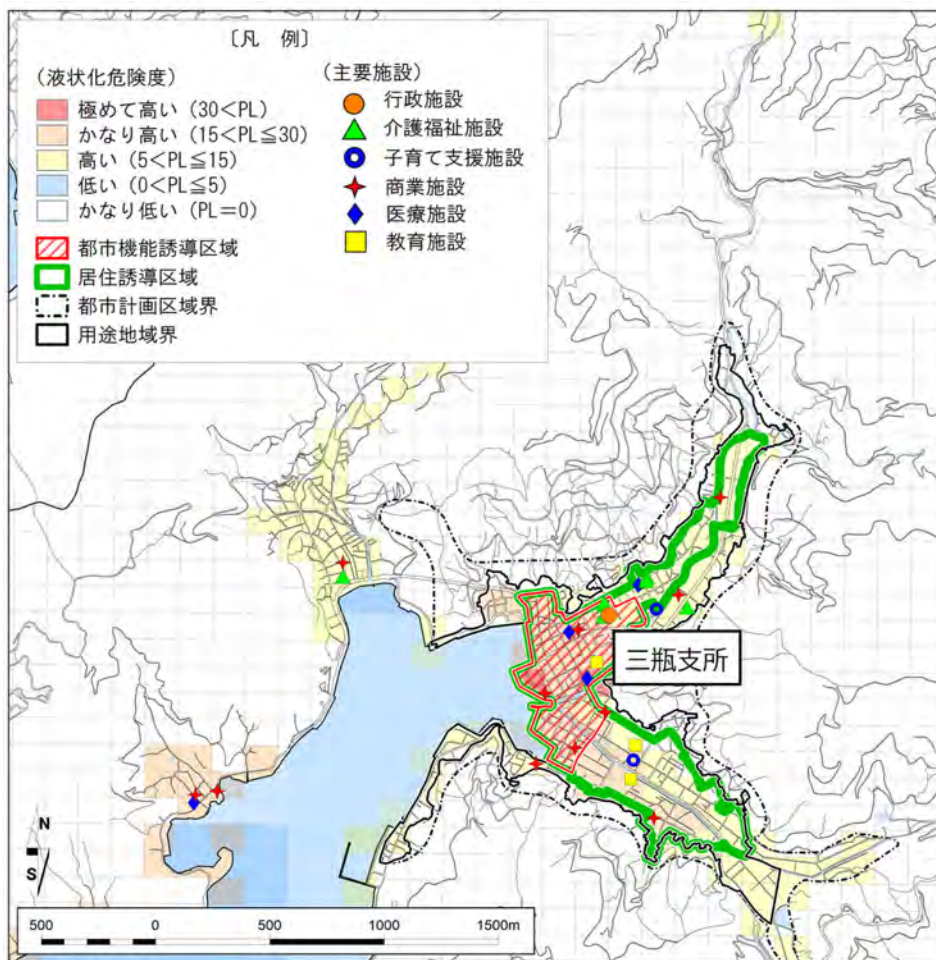 〔凡 例〕
（液状化危険度）
極めて高い（30<PL）
かなり高い（15<PL≦30）
高い（5<PL≦15）
低い（0<PL≦5）
かなり低い（PL＝0）
都市機能誘導区域
居住誘導区域
都市計画区域界
用途地域界
（主要施設）
行政施設
介護福祉施設
子育て支援施設
商業施設
医療施設
教育施設
三瓶支所
N
S
500 0 500 1000 1500m